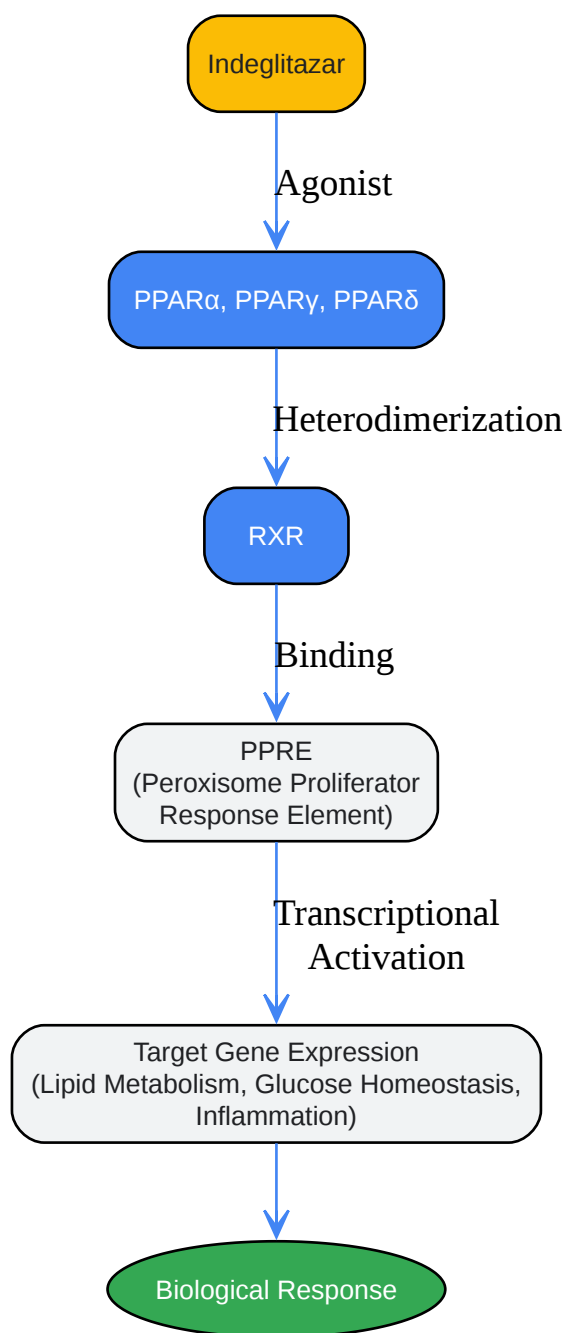 Indeglitazar
Agonist
PPARα, PPARγ, PPARδ
Heterodimerization
RXR
Binding
PPRE
(Peroxisome Proliferator
Response Element)
Transcriptional
Activation
Target Gene Expression
(Lipid Metabolism, Glucose Homeostasis,
Inflammation)
Biological Response